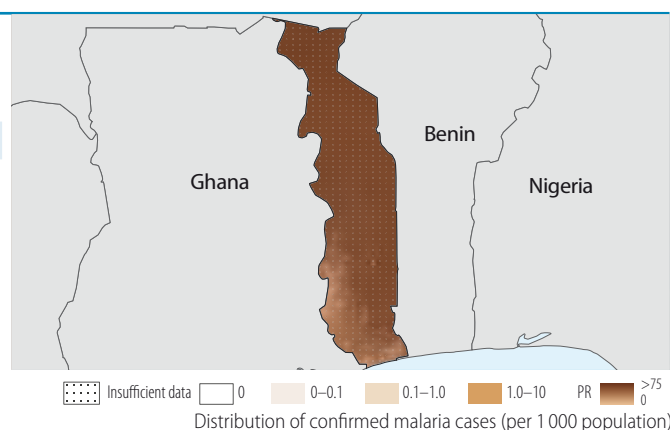 Benin
Ghana
Nigeria
Insufficient data 0 0–0.1 0.1–1.0 1.0–10 PR >75
0
Distribution of confirmed malaria cases (per 1 000 population)